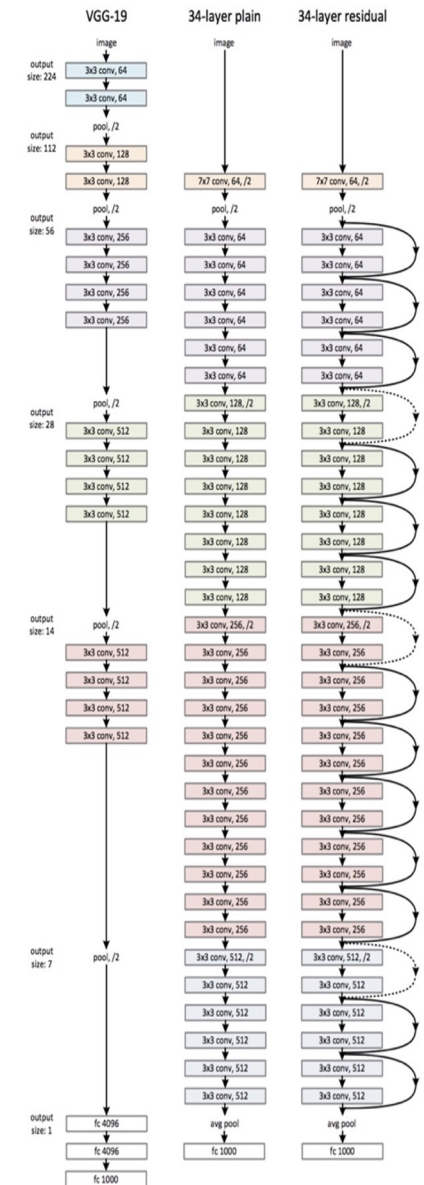 VGG-19
image
output
size: 224
3x3 conv, 64
3x3 conv, 64
pool, /2
output
size: 112
3x3 conv, 128
3x3 conv, 128
pool, /2
output
size: 56
3x3 conv, 256
3x3 conv, 256
3x3 conv, 256
3x3 conv, 256
pool, /2
output
size: 28
3x3 conv, 512
3x3 conv, 512
3x3 conv, 512
3x3 conv, 512
pool, /2
output
size: 14
3x3 conv, 512
3x3 conv, 512
3x3 conv, 512
3x3 conv, 512
output
size: 7
pool, /2
output
size: 1
fc 4096
fc 4096
fc 1000
34-layer plain
image
7x7 conv, 64, /2
pool, /2
3x3 conv, 64
3x3 conv, 64
3x3 conv, 64
3x3 conv, 64
3x3 conv, 64
3x3 conv, 64
3x3 conv, 128, /2
3x3 conv, 128
3x3 conv, 128
3x3 conv, 128
3x3 conv, 128
3x3 conv, 128
3x3 conv, 128
3x3 conv, 128
3x3 conv, 256, /2
3x3 conv, 256
3x3 conv, 256
3x3 conv, 256
3x3 conv, 256
3x3 conv, 256
3x3 conv, 256
3x3 conv, 256
3x3 conv, 256
3x3 conv, 256
3x3 conv, 256
3x3 conv, 256
3x3 conv, 512, /2
3x3 conv, 512
3x3 conv, 512
3x3 conv, 512
3x3 conv, 512
3x3 conv, 512
avg pool
fc 1000
34-layer residual
image
7x7 conv, 64, /2
pool, /2
3x3 conv, 64
3x3 conv, 64
3x3 conv, 64
3x3 conv, 64
3x3 conv, 64
3x3 conv, 64
3x3 conv, 128, /2
3x3 conv, 128
3x3 conv, 128
3x3 conv, 128
3x3 conv, 128
3x3 conv, 128
3x3 conv, 128
3x3 conv, 128
3x3 conv, 256, /2
3x3 conv, 256
3x3 conv, 256
3x3 conv, 256
3x3 conv, 256
3x3 conv, 256
3x3 conv, 256
3x3 conv, 256
3x3 conv, 256
3x3 conv, 256
3x3 conv, 256
3x3 conv, 256
3x3 conv, 512, /2
3x3 conv, 512
3x3 conv, 512
3x3 conv, 512
3x3 conv, 512
3x3 conv, 512
avg pool
fc 1000